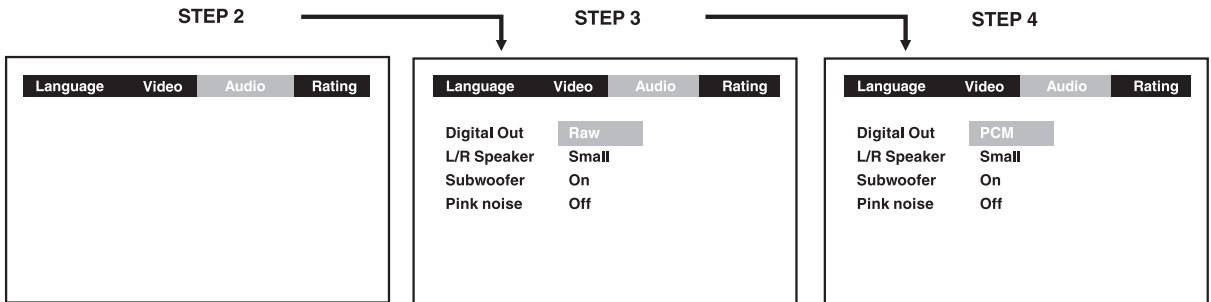 STEP 2 STEP 3 STEP 4
Language Video Audio Rating
Language Video Audio Rating
Digital Out Raw
L/R Speaker Small
Subwoofer On
Pink noise Off
Language Video Audio Rating
Digital Out PCM
L/R Speaker Small
Subwoofer On
Pink noise Off